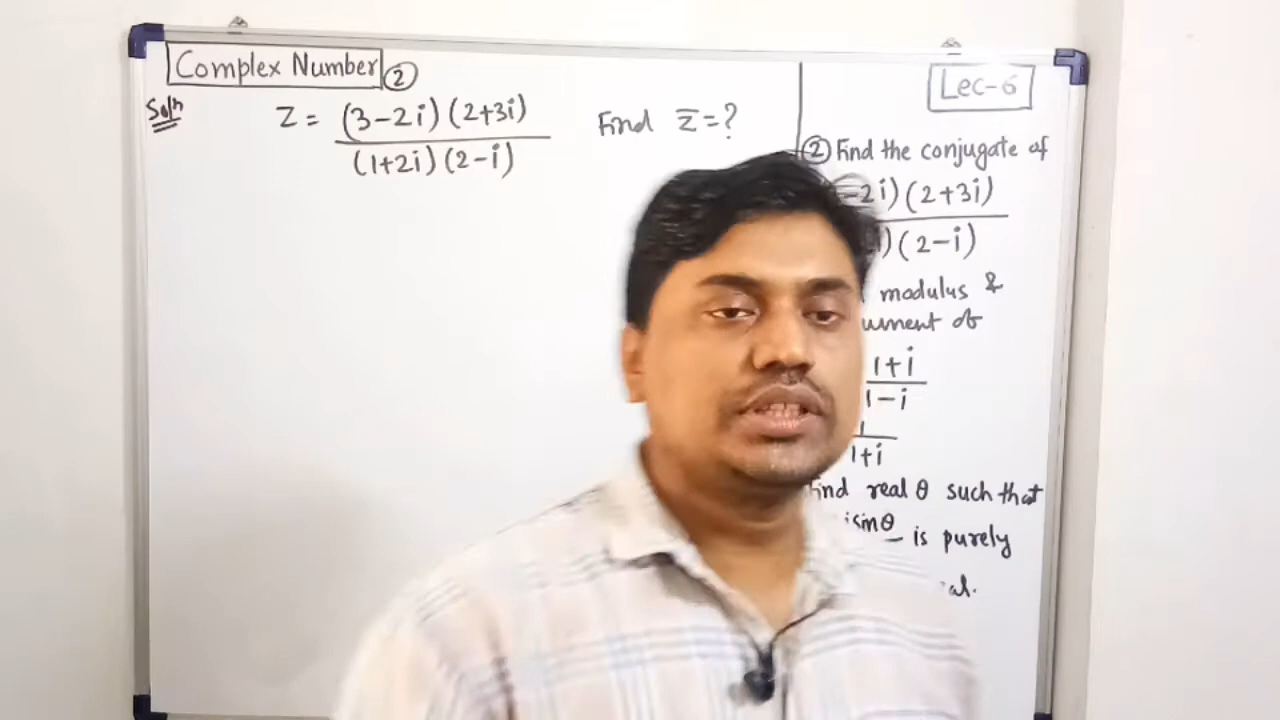 Complex Number ②
Solⁿ
Z = (3-2i)(2+3i) / (1+2i)(2-i) Find z̅ = ?
Lec-6
② Find the conjugate of
-2i)(2+3i)
)(2-i)
modulus &
ument of
1+i
1-i
1
1+i
ind real θ such that
isinθ
is purely
al.